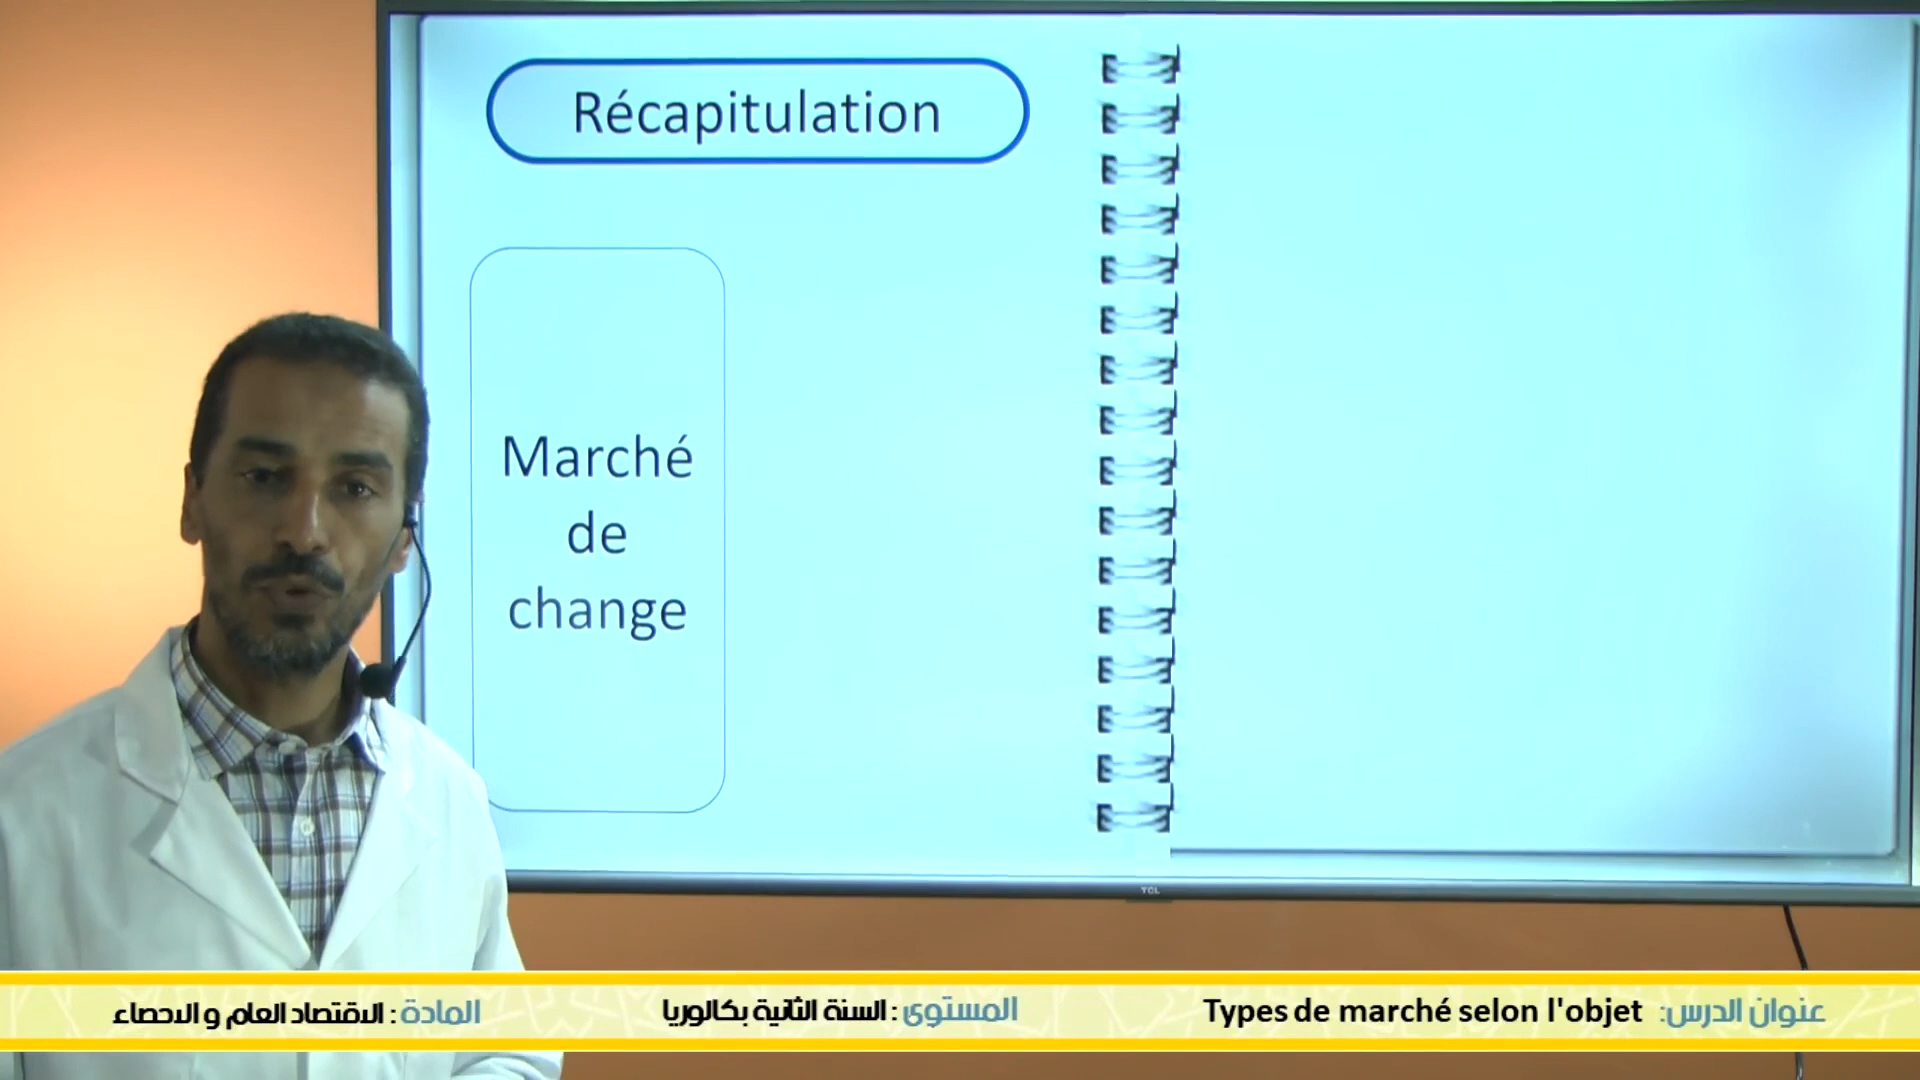 Récapitulation
Marché
de
change
TCL
عنوان الدرس: Types de marché selon l'objet
المستوى : السنة الثانية بكالوريا
المادة : الاقتصاد العام و الاحصاء